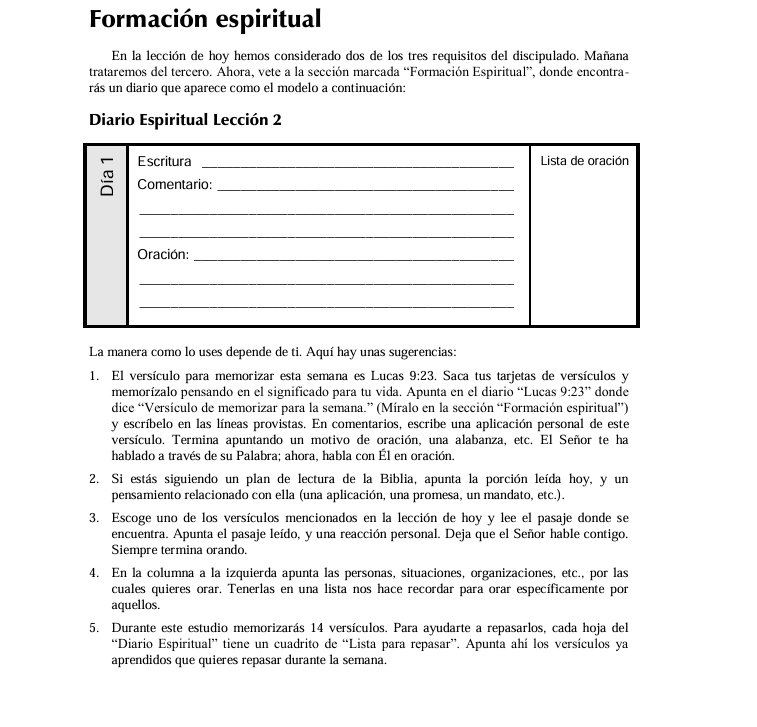 Formación espiritual
En la lección de hoy hemos considerado dos de los tres requisitos del discipulado. Mañana
trataremos del tercero. Ahora, vete a la sección marcada “Formación Espiritual”, donde encontra-
rás un diario que aparece como el modelo a continuación:
Diario Espiritual Lección 2
Día 1
Escritura
Comentario:
Oración:
Lista de oración
La manera como lo uses depende de ti. Aquí hay unas sugerencias:
1. El versículo para memorizar esta semana es Lucas 9:23. Saca tus tarjetas de versículos y
memorízalo pensando en el significado para tu vida. Apunta en el diario “Lucas 9:23” donde
dice “Versículo de memorizar para la semana.” (Míralo en la sección “Formación espiritual”)
y escríbelo en las líneas provistas. En comentarios, escribe una aplicación personal de este
versículo. Termina apuntando un motivo de oración, una alabanza, etc. El Señor te ha
hablado a través de su Palabra; ahora, habla con Él en oración.
2. Si estás siguiendo un plan de lectura de la Biblia, apunta la porción leída hoy, y un
pensamiento relacionado con ella (una aplicación, una promesa, un mandato, etc.).
3. Escoge uno de los versículos mencionados en la lección de hoy y lee el pasaje donde se
encuentra. Apunta el pasaje leído, y una reacción personal. Deja que el Señor hable contigo.
Siempre termina orando.
4. En la columna a la izquierda apunta las personas, situaciones, organizaciones, etc., por las
cuales quieres orar. Tenerlas en una lista nos hace recordar para orar específicamente por
aquellos.
5. Durante este estudio memorizarás 14 versículos. Para ayudarte a repasarlos, cada hoja del
“Diario Espiritual” tiene un cuadrito de “Lista para repasar”. Apunta ahí los versículos ya
aprendidos que quieres repasar durante la semana.